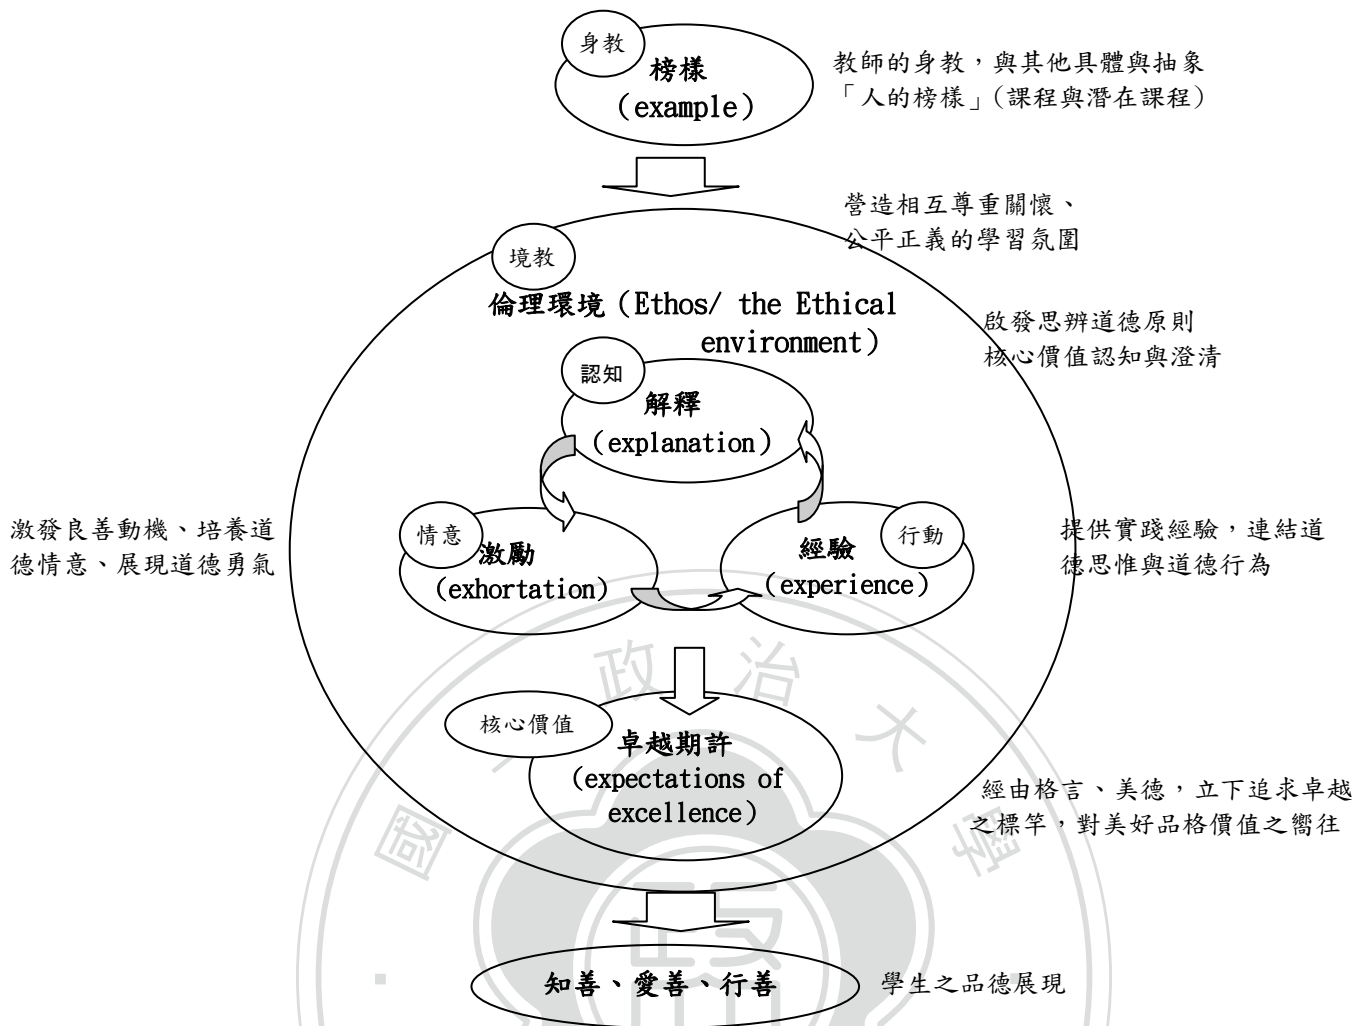 身教
榜樣
(example)
教師的身教，與其他具體與抽象
「人的榜樣」(課程與潛在課程)
營造相互尊重關懷、
公平正義的學習氛圍
境教
倫理環境 (Ethos/ the Ethical
environment)
啟發思辨道德原則
核心價值認知與澄清
認知
解釋
(explanation)
激發良善動機、培養道
德情意、展現道德勇氣
情意
激勵
(exhortation)
經驗
(experience)
行動
提供實踐經驗，連結道
德思惟與道德行為
核心價值
卓越期許
(expectations of
excellence)
經由格言、美德，立下追求卓越
之標竿，對美好品格價值之嚮往
知善、愛善、行善
學生之品德展現
國立政治大學